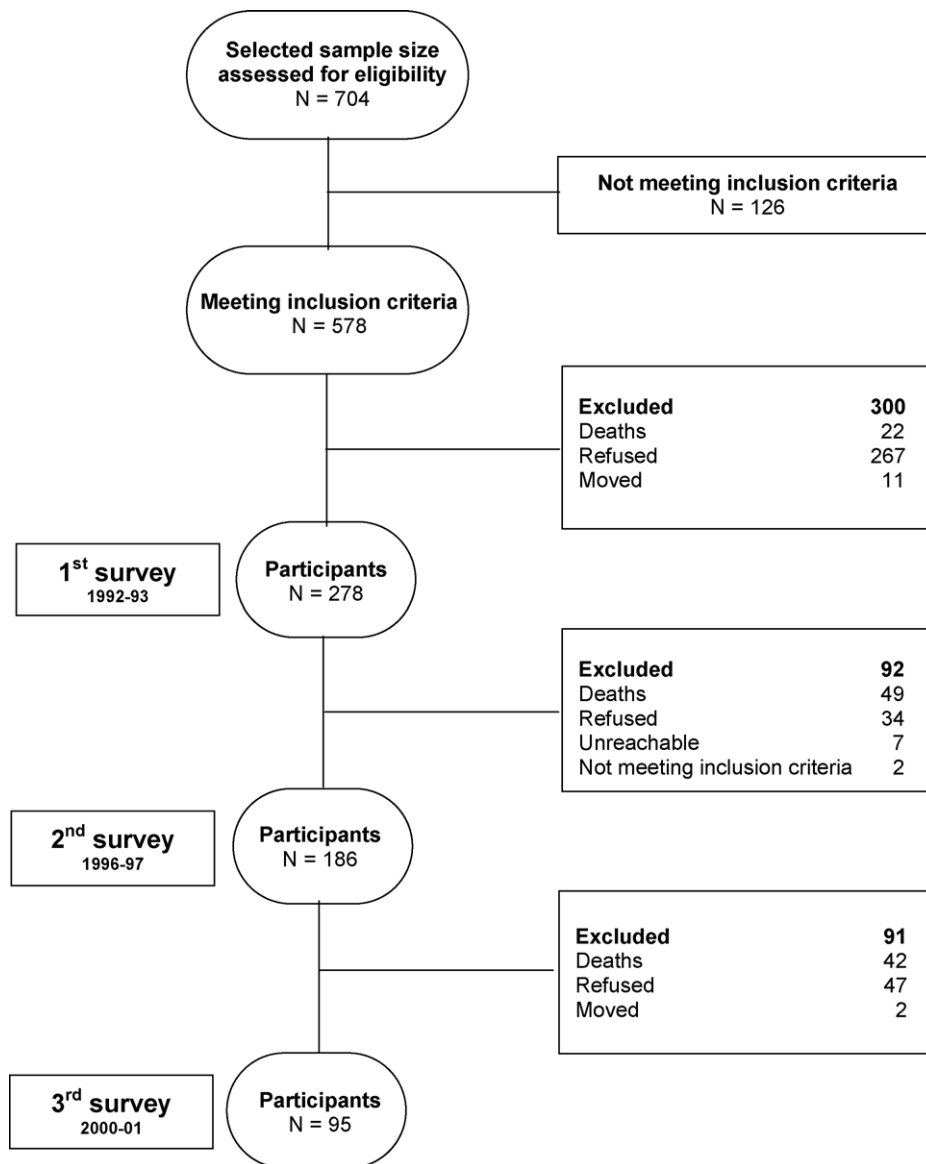 Selected sample size
assessed for eligibility
N = 704
Not meeting inclusion criteria
N = 126
Meeting inclusion criteria
N = 578
Excluded 300
Deaths 22
Refused 267
Moved 11
1st survey
1992-93
Participants
N = 278
Excluded 92
Deaths 49
Refused 34
Unreachable 7
Not meeting inclusion criteria 2
2nd survey
1996-97
Participants
N = 186
Excluded 91
Deaths 42
Refused 47
Moved 2
3rd survey
2000-01
Participants
N = 95